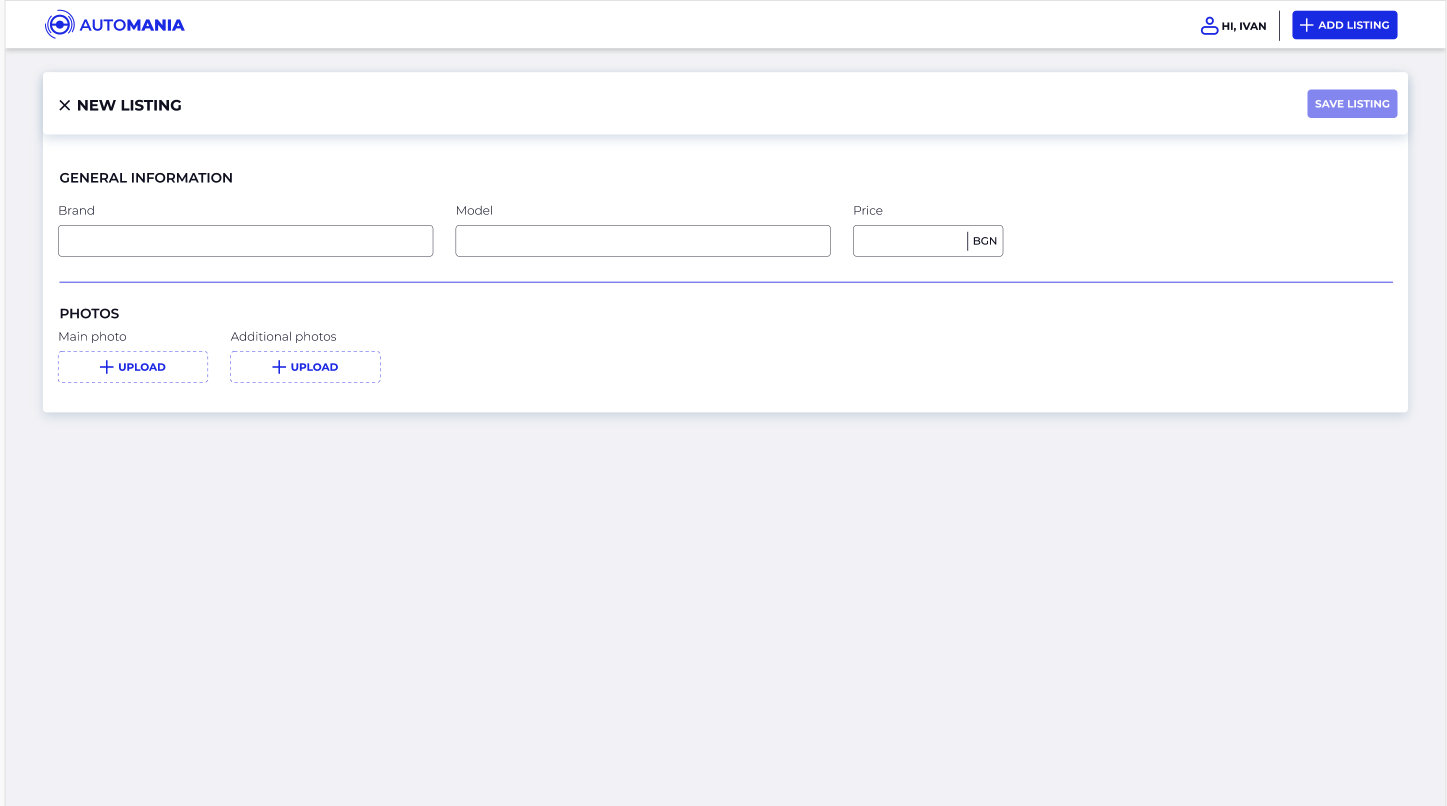 AUTOMANIA
HI, IVAN
ADD LISTING
NEW LISTING
SAVE LISTING
GENERAL INFORMATION
Brand
Model
Price
BGN
PHOTOS
Main photo
Additional photos
UPLOAD
UPLOAD